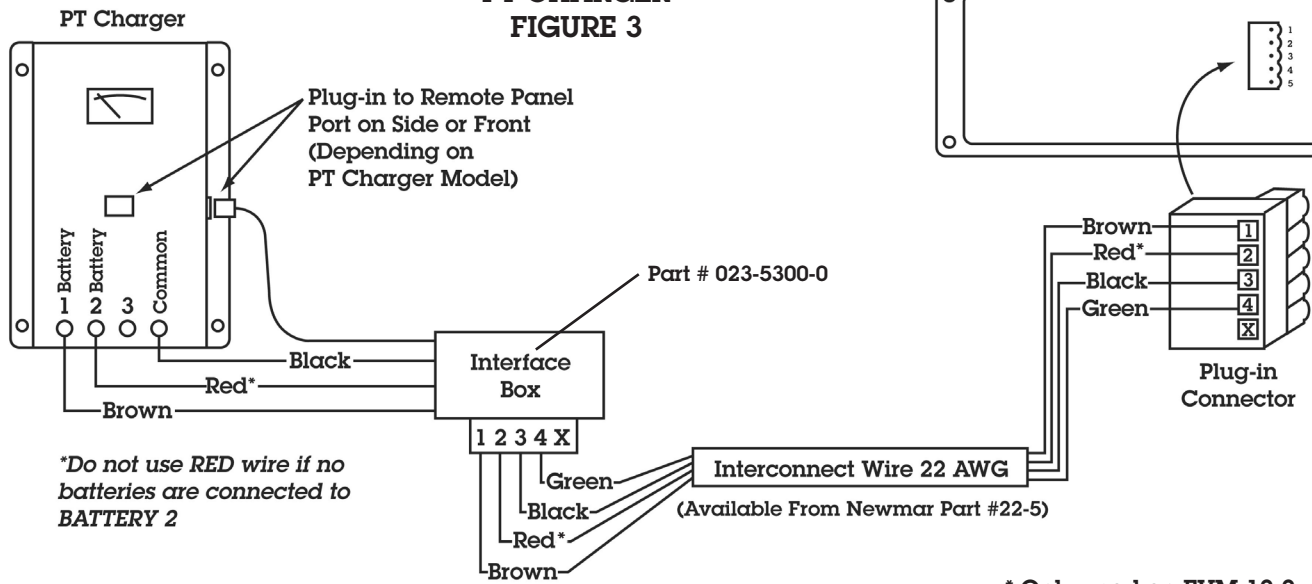 PT Charger
FIGURE 3
Plug-in to Remote Panel
Port on Side or Front
(Depending on
PT Charger Model)
Battery
Battery
Common
1
2
3
Part # 023-5300-0
Interface
Box
Black
Red*
Brown
1 2 3 4 X
Green
Black
Red*
Brown
*Do not use RED wire if no
batteries are connected to
BATTERY 2
Interconnect Wire 22 AWG
(Available From Newmar Part #22-5)
1
2
3
4
5
Brown
Red*
Black
Green
1
2
3
4
X
Plug-in
Connector